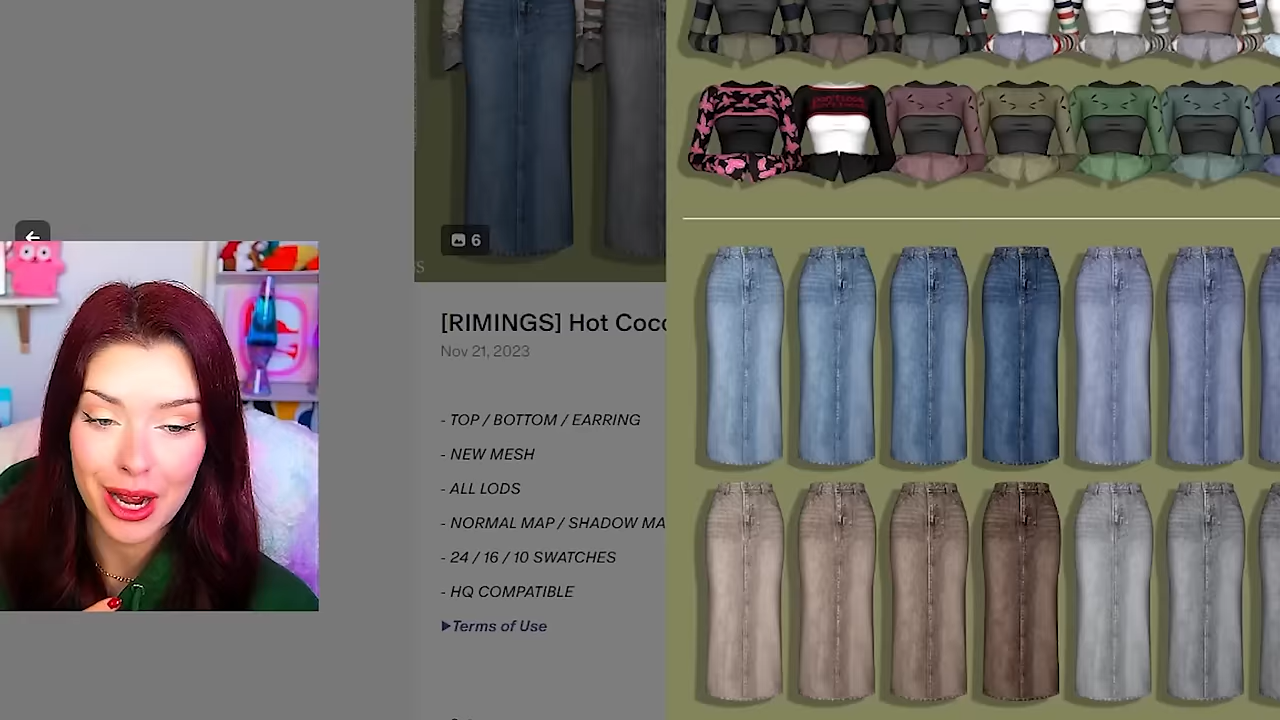 6
[RIMINGS] Hot Coco
Nov 21, 2023
- TOP / BOTTOM / EARRING
- NEW MESH
- ALL LODS
- NORMAL MAP / SHADOW MA
- 24 / 16 / 10 SWATCHES
- HQ COMPATIBLE
▶Terms of Use